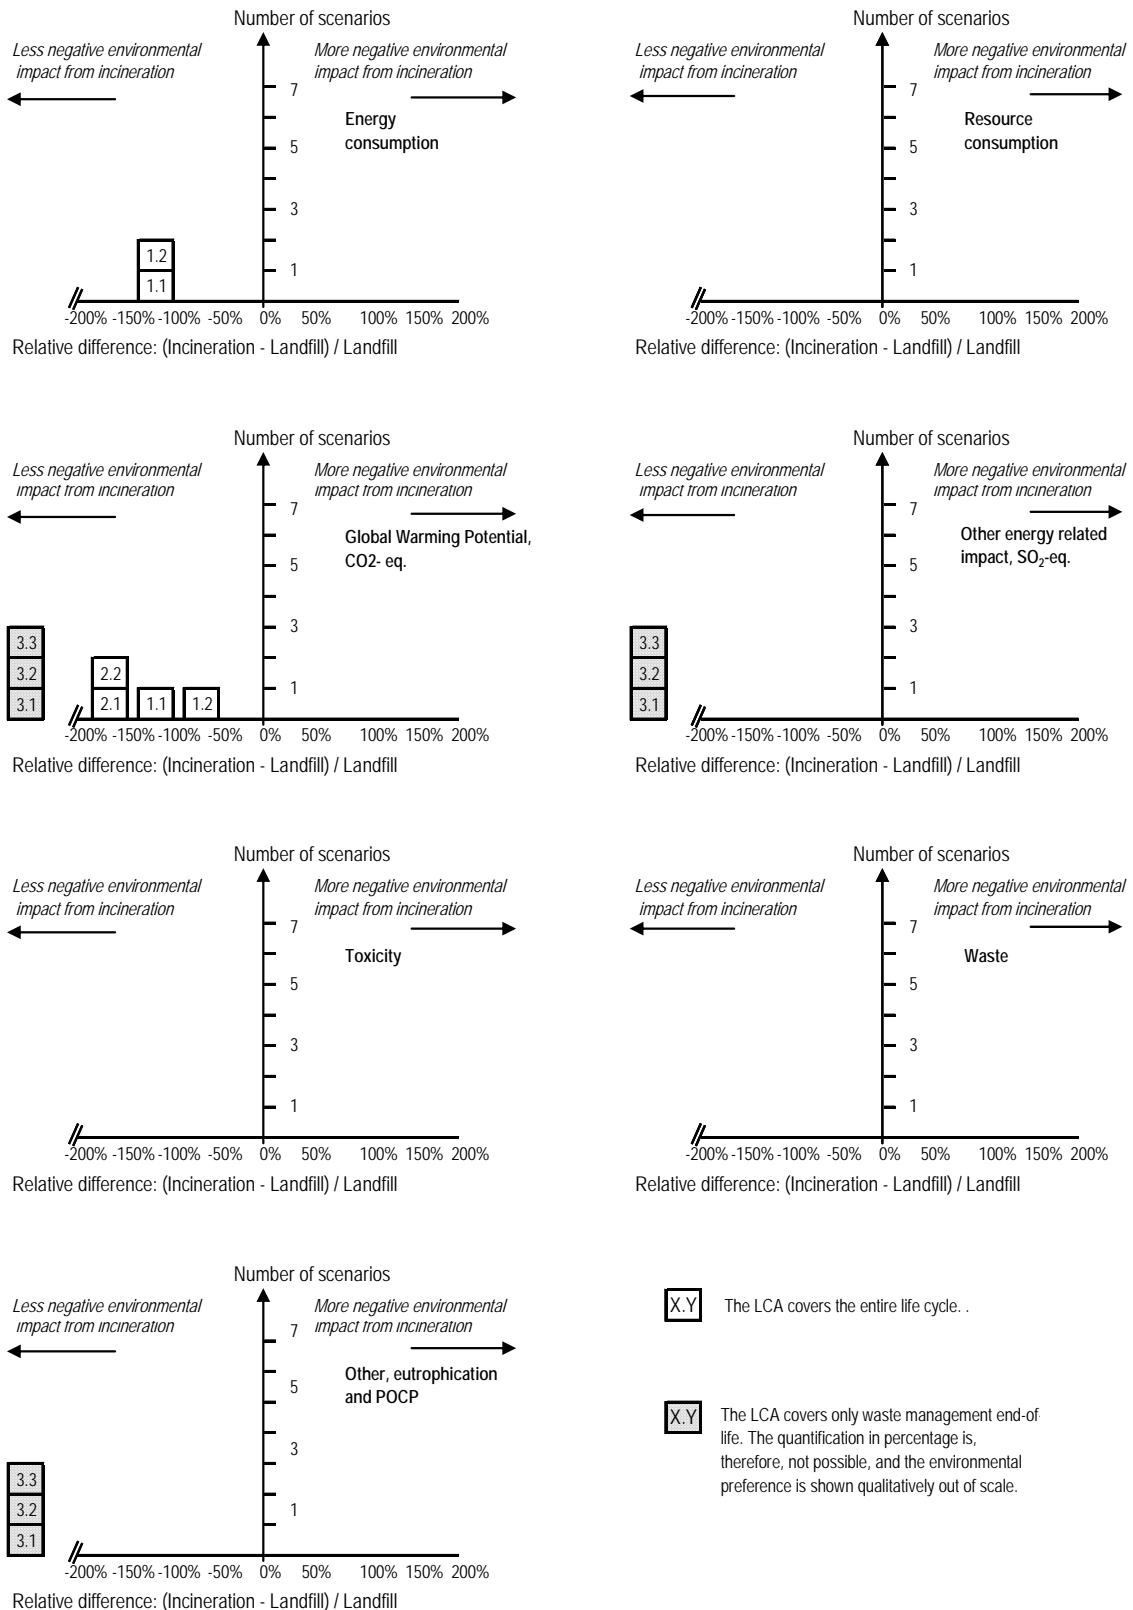 Number of scenarios
Less negative environmental
impact from incineration
More negative environmental
impact from incineration
Energy
consumption
7
5
3
1
1.2
1.1
-200% -150% -100% -50% 0% 50% 100% 150% 200%
Relative difference: (Incineration - Landfill) / Landfill
Number of scenarios
Less negative environmental
impact from incineration
More negative environmental
impact from incineration
Resource
consumption
7
5
3
1
-200% -150% -100% -50% 0% 50% 100% 150% 200%
Relative difference: (Incineration - Landfill) / Landfill
Number of scenarios
Less negative environmental
impact from incineration
More negative environmental
impact from incineration
Global Warming Potential,
CO2- eq.
7
5
3
1
3.3
3.2
3.1
2.2
2.1 1.1 1.2
-200% -150% -100% -50% 0% 50% 100% 150% 200%
Relative difference: (Incineration - Landfill) / Landfill
Number of scenarios
Less negative environmental
impact from incineration
More negative environmental
impact from incineration
Other energy related
impact, SO₂-eq.
7
5
3
1
3.3
3.2
3.1
-200% -150% -100% -50% 0% 50% 100% 150% 200%
Relative difference: (Incineration - Landfill) / Landfill
Number of scenarios
Less negative environmental
impact from incineration
More negative environmental
impact from incineration
Toxicity
7
5
3
1
-200% -150% -100% -50% 0% 50% 100% 150% 200%
Relative difference: (Incineration - Landfill) / Landfill
Number of scenarios
Less negative environmental
impact from incineration
More negative environmental
impact from incineration
Waste
7
5
3
1
-200% -150% -100% -50% 0% 50% 100% 150% 200%
Relative difference: (Incineration - Landfill) / Landfill
Number of scenarios
Less negative environmental
impact from incineration
More negative environmental
impact from incineration
Other, eutrophication
and POCP
7
5
3
1
3.3
3.2
3.1
-200% -150% -100% -50% 0% 50% 100% 150% 200%
Relative difference: (Incineration - Landfill) / Landfill
X.Y The LCA covers the entire life cycle. .
X.Y The LCA covers only waste management end-of-
life. The quantification in percentage is,
therefore, not possible, and the environmental
preference is shown qualitatively out of scale.